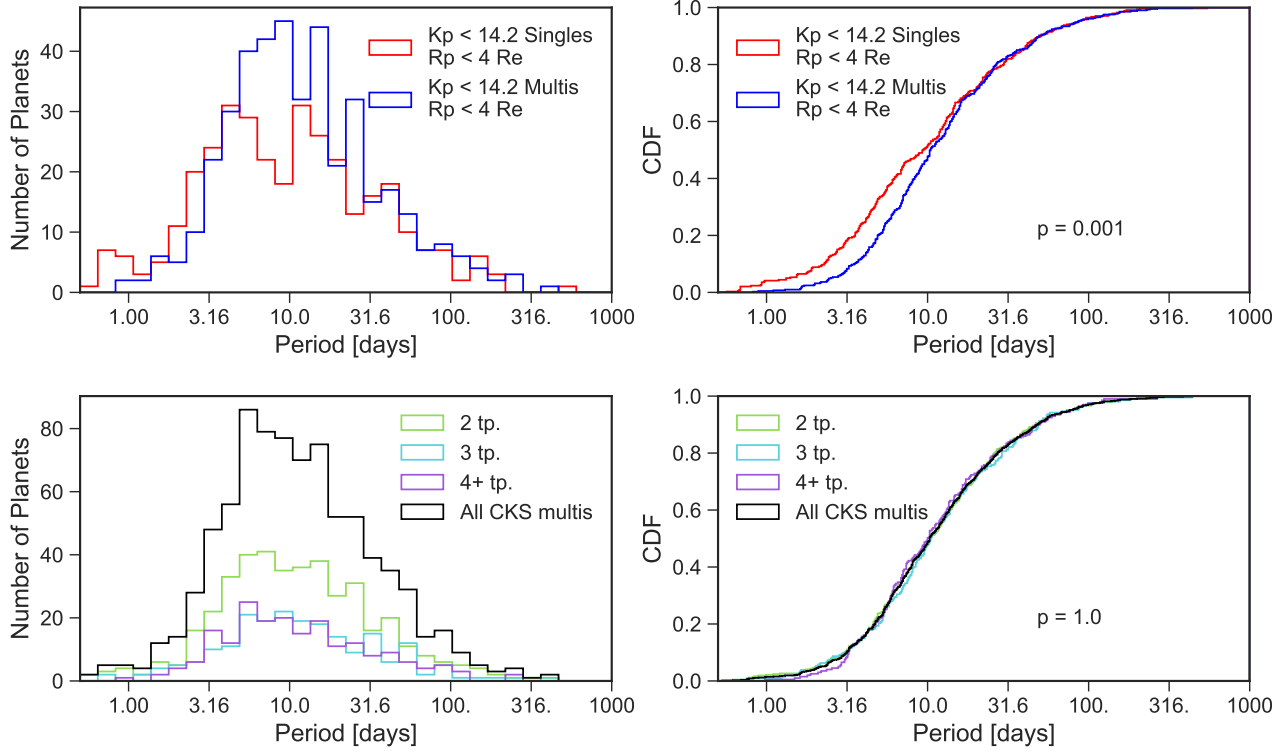 Number of Planets
40
30
20
10
0
Kp < 14.2 Singles
Rp < 4 Re
Kp < 14.2 Multis
Rp < 4 Re
1.00 3.16 10.0 31.6 100. 316. 1000
Period [days]
CDF
1.0
0.8
0.6
0.4
0.2
0.0
Kp < 14.2 Singles
Rp < 4 Re
Kp < 14.2 Multis
Rp < 4 Re
p = 0.001
1.00 3.16 10.0 31.6 100. 316. 1000
Period [days]
Number of Planets
80
60
40
20
0
2 tp.
3 tp.
4+ tp.
All CKS multis
1.00 3.16 10.0 31.6 100. 316. 1000
Period [days]
CDF
1.0
0.8
0.6
0.4
0.2
0.0
2 tp.
3 tp.
4+ tp.
All CKS multis
p = 1.0
1.00 3.16 10.0 31.6 100. 316. 1000
Period [days]